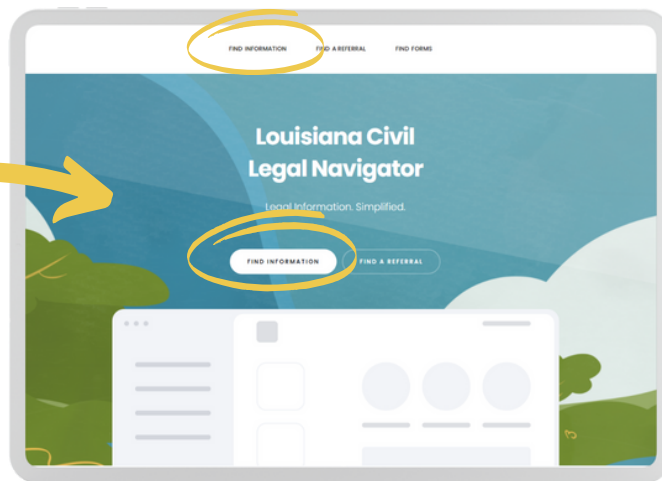 FIND INFORMATION FIND A REFERRAL FIND FORMS
Louisiana Civil
Legal Navigator
Legal Information. Simplified.
FIND INFORMATION FIND A REFERRAL